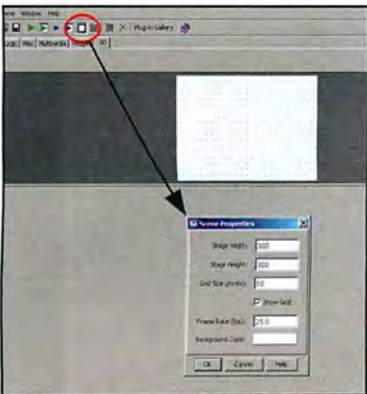 Window Help
Plug-in Gallery
Logic Misc Multimedia 3D
Scene Properties
Stage Width: 300
Stage Height: 300
Grid Size (pixels): 10
Show Grid
Frame Rate (fps): 25.0
Background Color:
OK Cancel Help